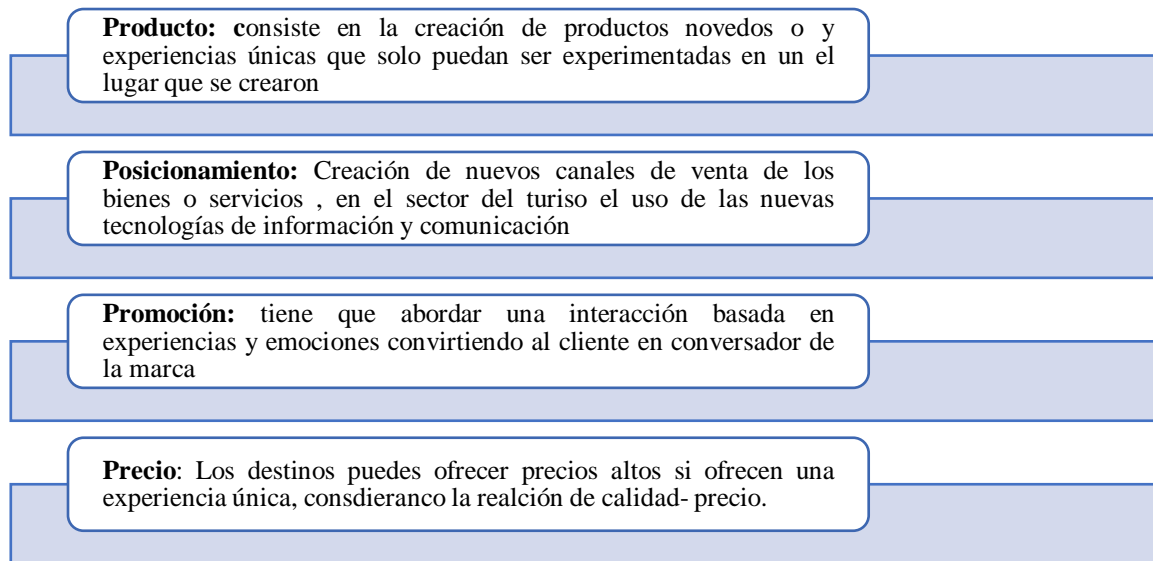 Producto: consiste en la creación de productos novedos o y
experiencias únicas que solo puedan ser experimentadas en un el
lugar que se crearon
Posicionamiento: Creación de nuevos canales de venta de los
bienes o servicios , en el sector del turiso el uso de las nuevas
tecnologías de información y comunicación
Promoción: tiene que abordar una interacción basada en
experiencias y emociones convirtiendo al cliente en conversador de
la marca
Precio: Los destinos puedes ofrecer precios altos si ofrecen una
experiencia única, consdieranco la realción de calidad- precio.